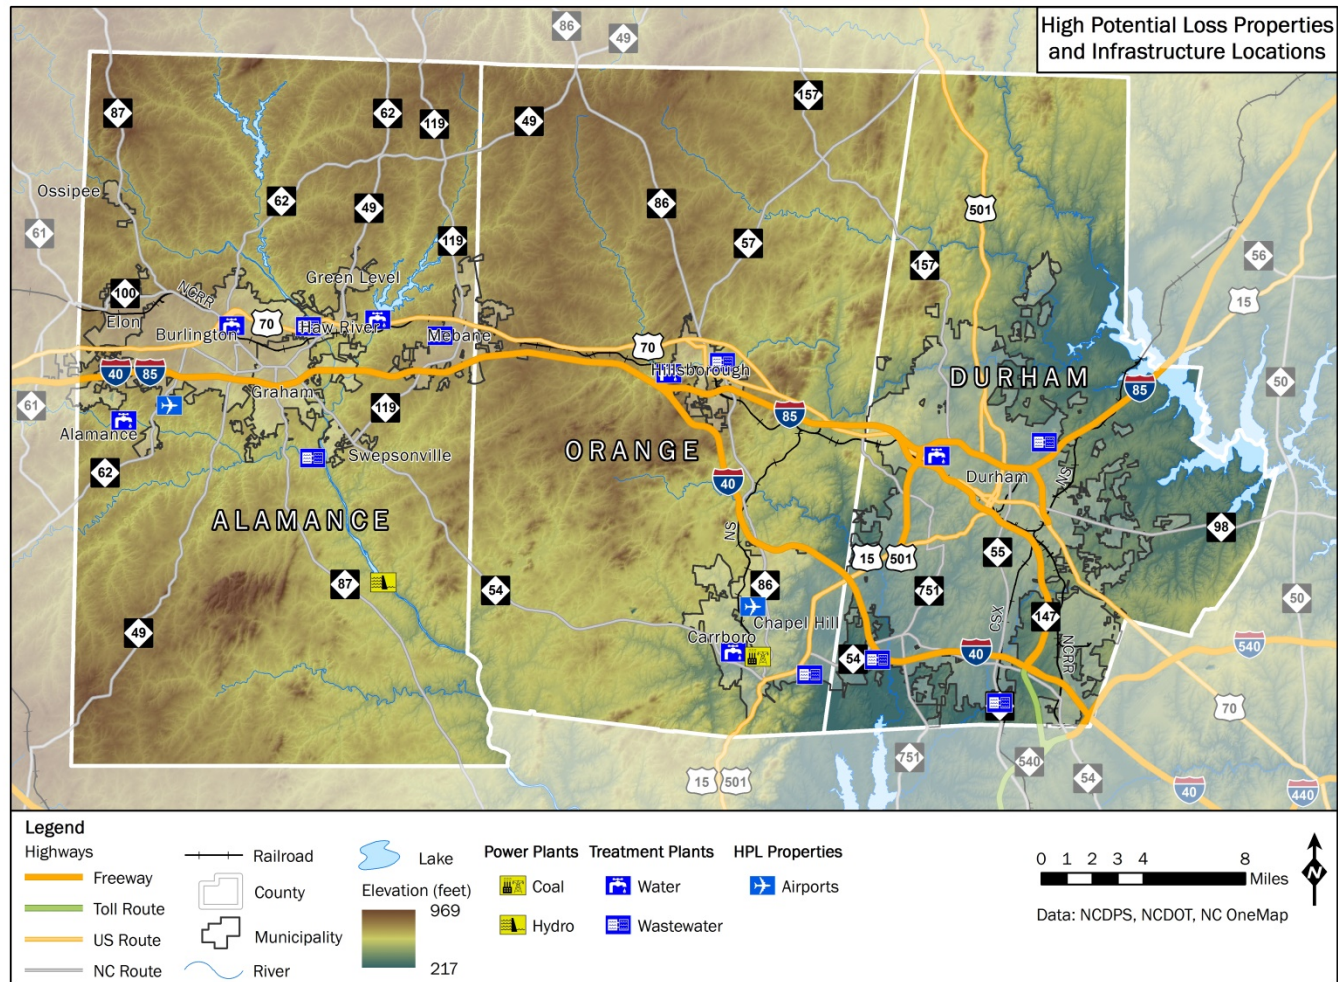 High Potential Loss Properties
and Infrastructure Locations
86
49
87
62
119
49
157
Ossipee
62
49
86
501
61
119
57
157
56
Green Level
15
100
NCRR
Elon
Burlington
70
Haw River
Mebane
70
Hillsborough
DURHAM
40
85
Graham
119
85
85
50
61
Alamance
62
Swepsonville
ORANGE
40
Durham
NS
ALAMANCE
98
NS
15
501
55
87
54
86
751
50
49
Chapel Hill
CSX
147
Carrboro
54
40
NCRR
540
70
15
501
751
540
54
40
440
Legend
Highways
Freeway
Toll Route
US Route
NC Route
Railroad
County
Municipality
River
Lake
Elevation (feet)
969
217
Power Plants
Coal
Hydro
Treatment Plants
Water
Wastewater
HPL Properties
Airports
0 1 2 3 4 8
Miles
N
Data: NCDPS, NCDOT, NC OneMap